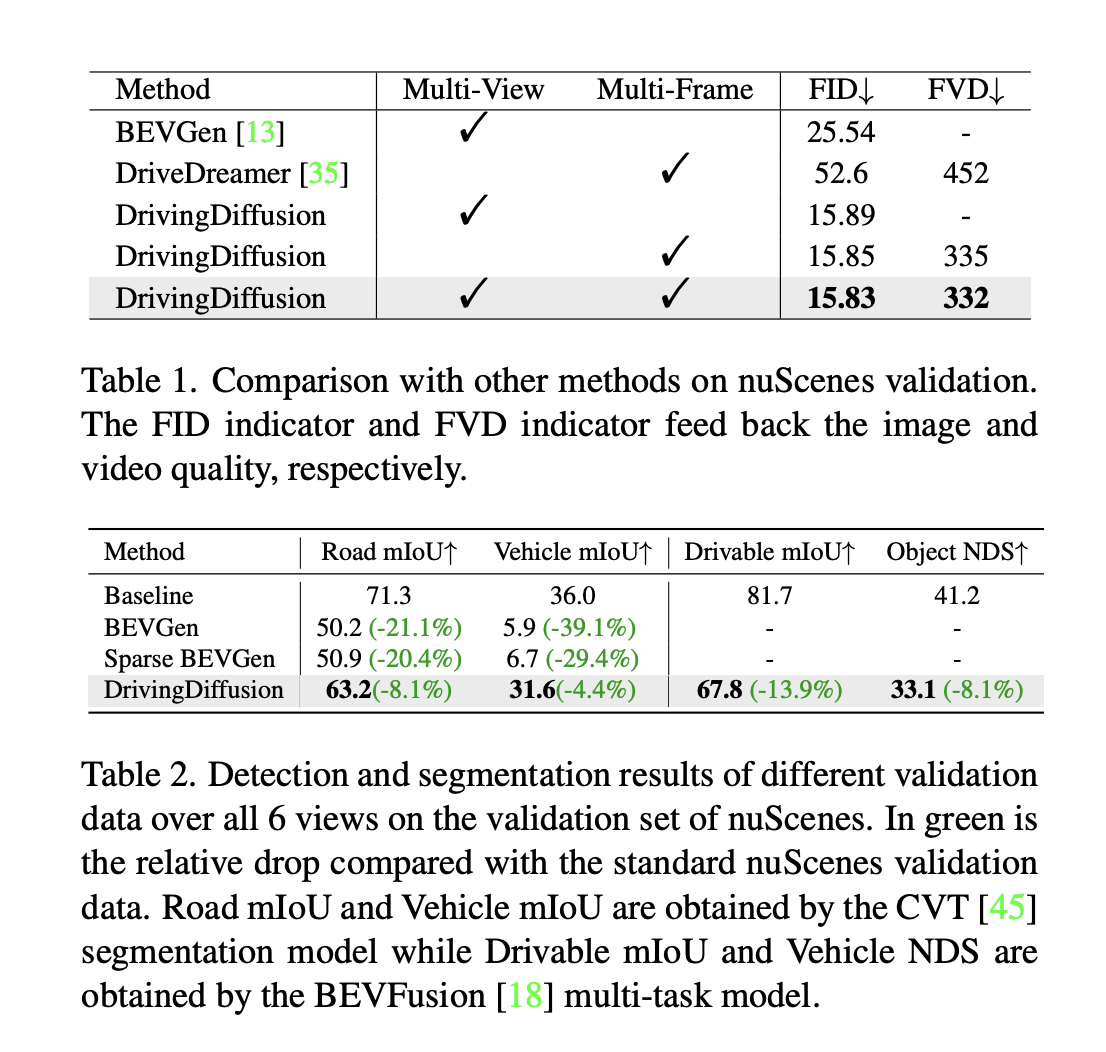 Method Multi-View Multi-Frame FID↓ FVD↓
BEVGen [13] ✓ 25.54 -
DriveDreamer [35] ✓ 52.6 452
DrivingDiffusion ✓ 15.89 -
DrivingDiffusion ✓ 15.85 335
DrivingDiffusion ✓ ✓ 15.83 332
Table 1. Comparison with other methods on nuScenes validation.
The FID indicator and FVD indicator feed back the image and
video quality, respectively.
Method Road mIoU↑ Vehicle mIoU↑ Drivable mIoU↑ Object NDS↑
Baseline 71.3 36.0 81.7 41.2
BEVGen 50.2 (-21.1%) 5.9 (-39.1%) - -
Sparse BEVGen 50.9 (-20.4%) 6.7 (-29.4%) - -
DrivingDiffusion 63.2(-8.1%) 31.6(-4.4%) 67.8 (-13.9%) 33.1 (-8.1%)
Table 2. Detection and segmentation results of different validation
data over all 6 views on the validation set of nuScenes. In green is
the relative drop compared with the standard nuScenes validation
data. Road mIoU and Vehicle mIoU are obtained by the CVT [45]
segmentation model while Drivable mIoU and Vehicle NDS are
obtained by the BEVFusion [18] multi-task model.